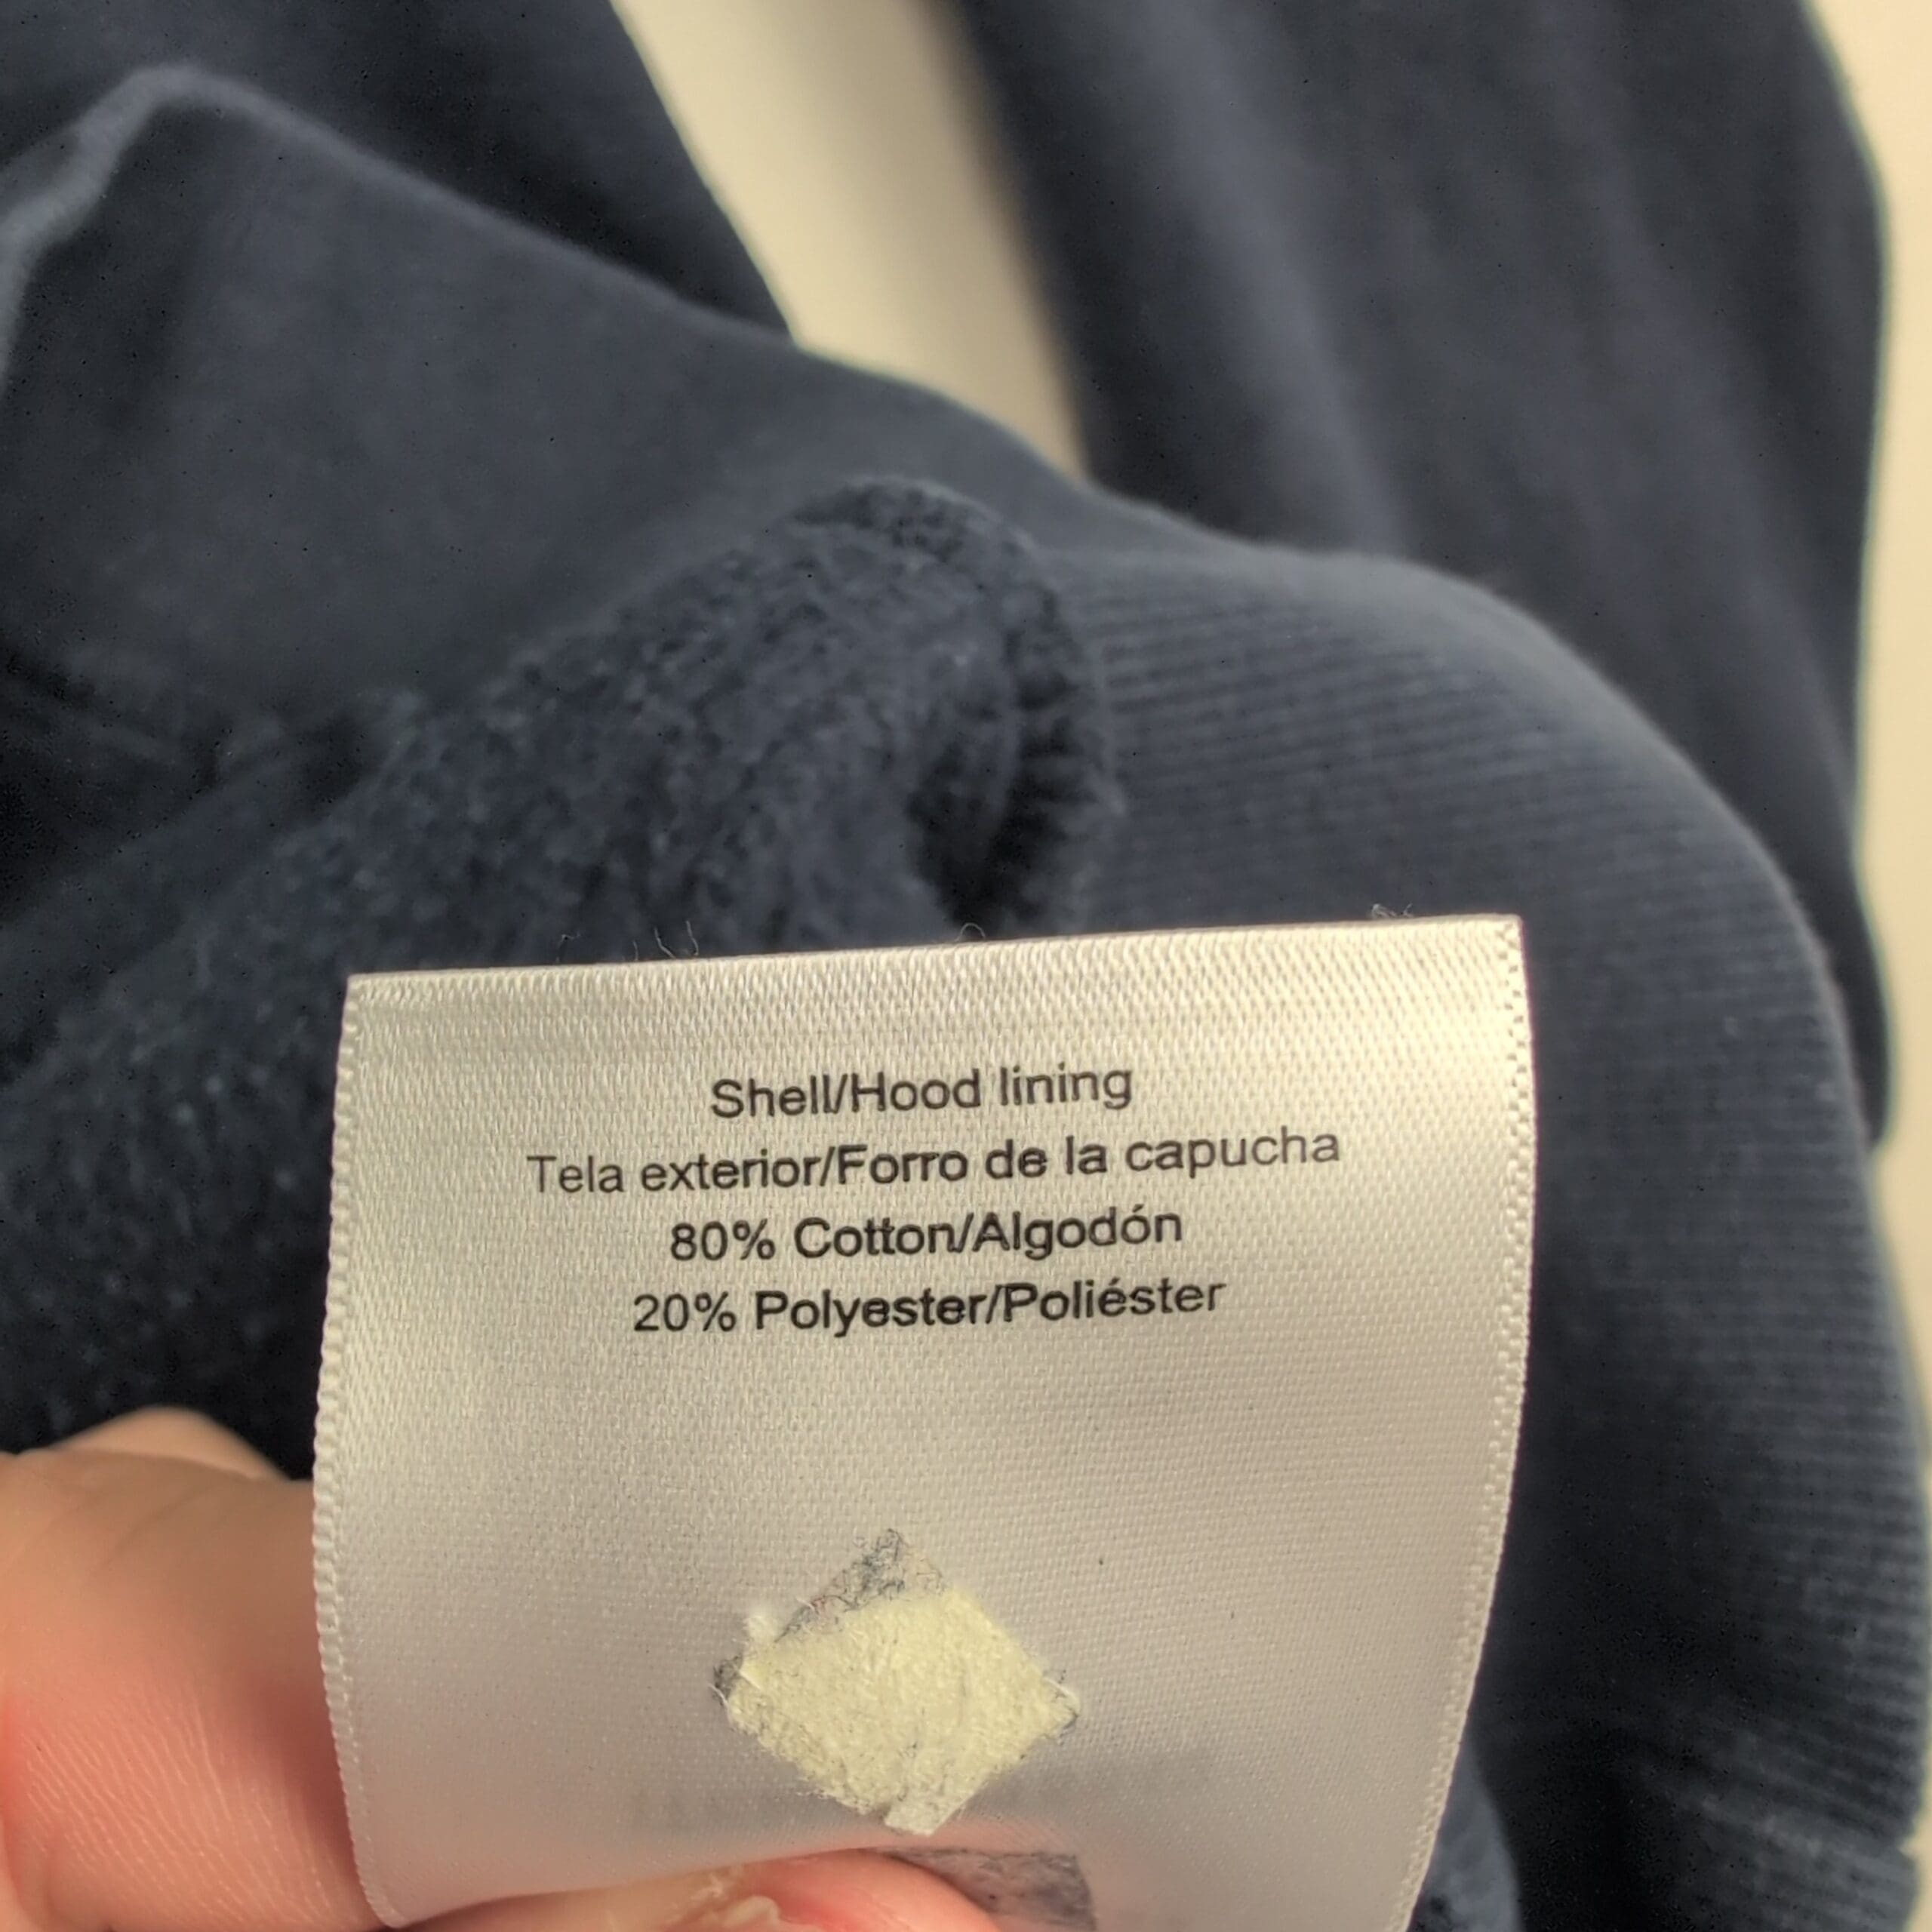 Shell/Hood lining
Tela exterior/Forro de la capucha
80% Cotton/Algodón
20% Polyester/Poliéster